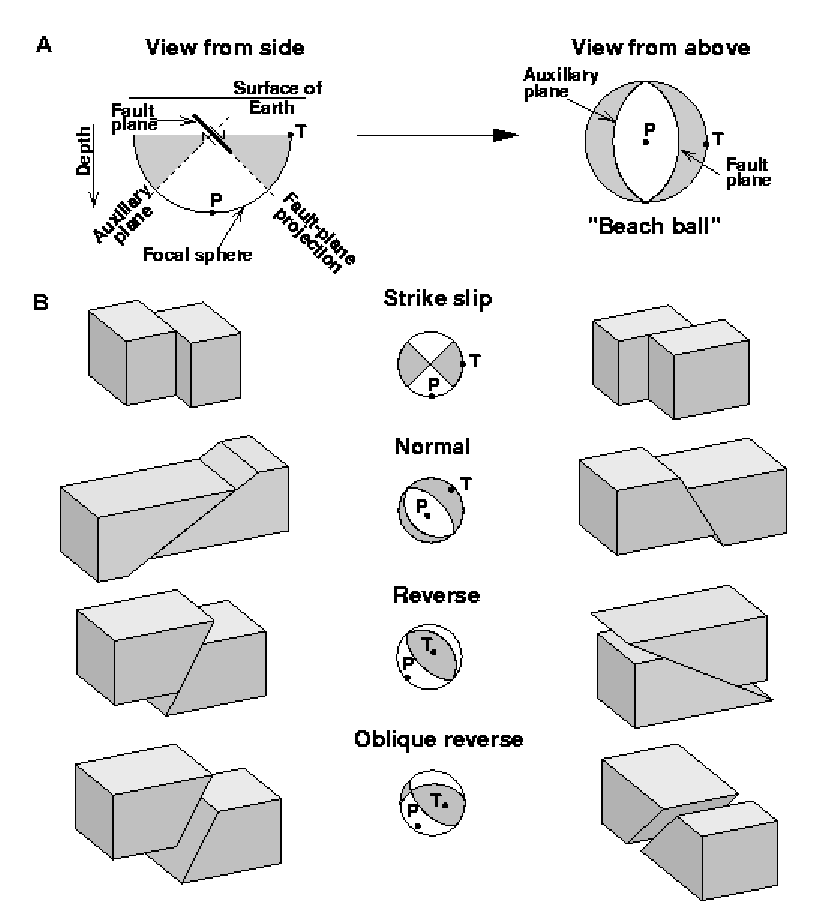 A
View from side
View from above
Surface of
Earth
Fault
plane
T
Depth
P
Auxiliary
plane
Fault-plane
projection
Focal sphere
Auxillary
plane
P
T
Fault
plane
"Beach ball"
B
Strike slip
T
P
Normal
T
P
Reverse
T
P
Oblique reverse
T
P